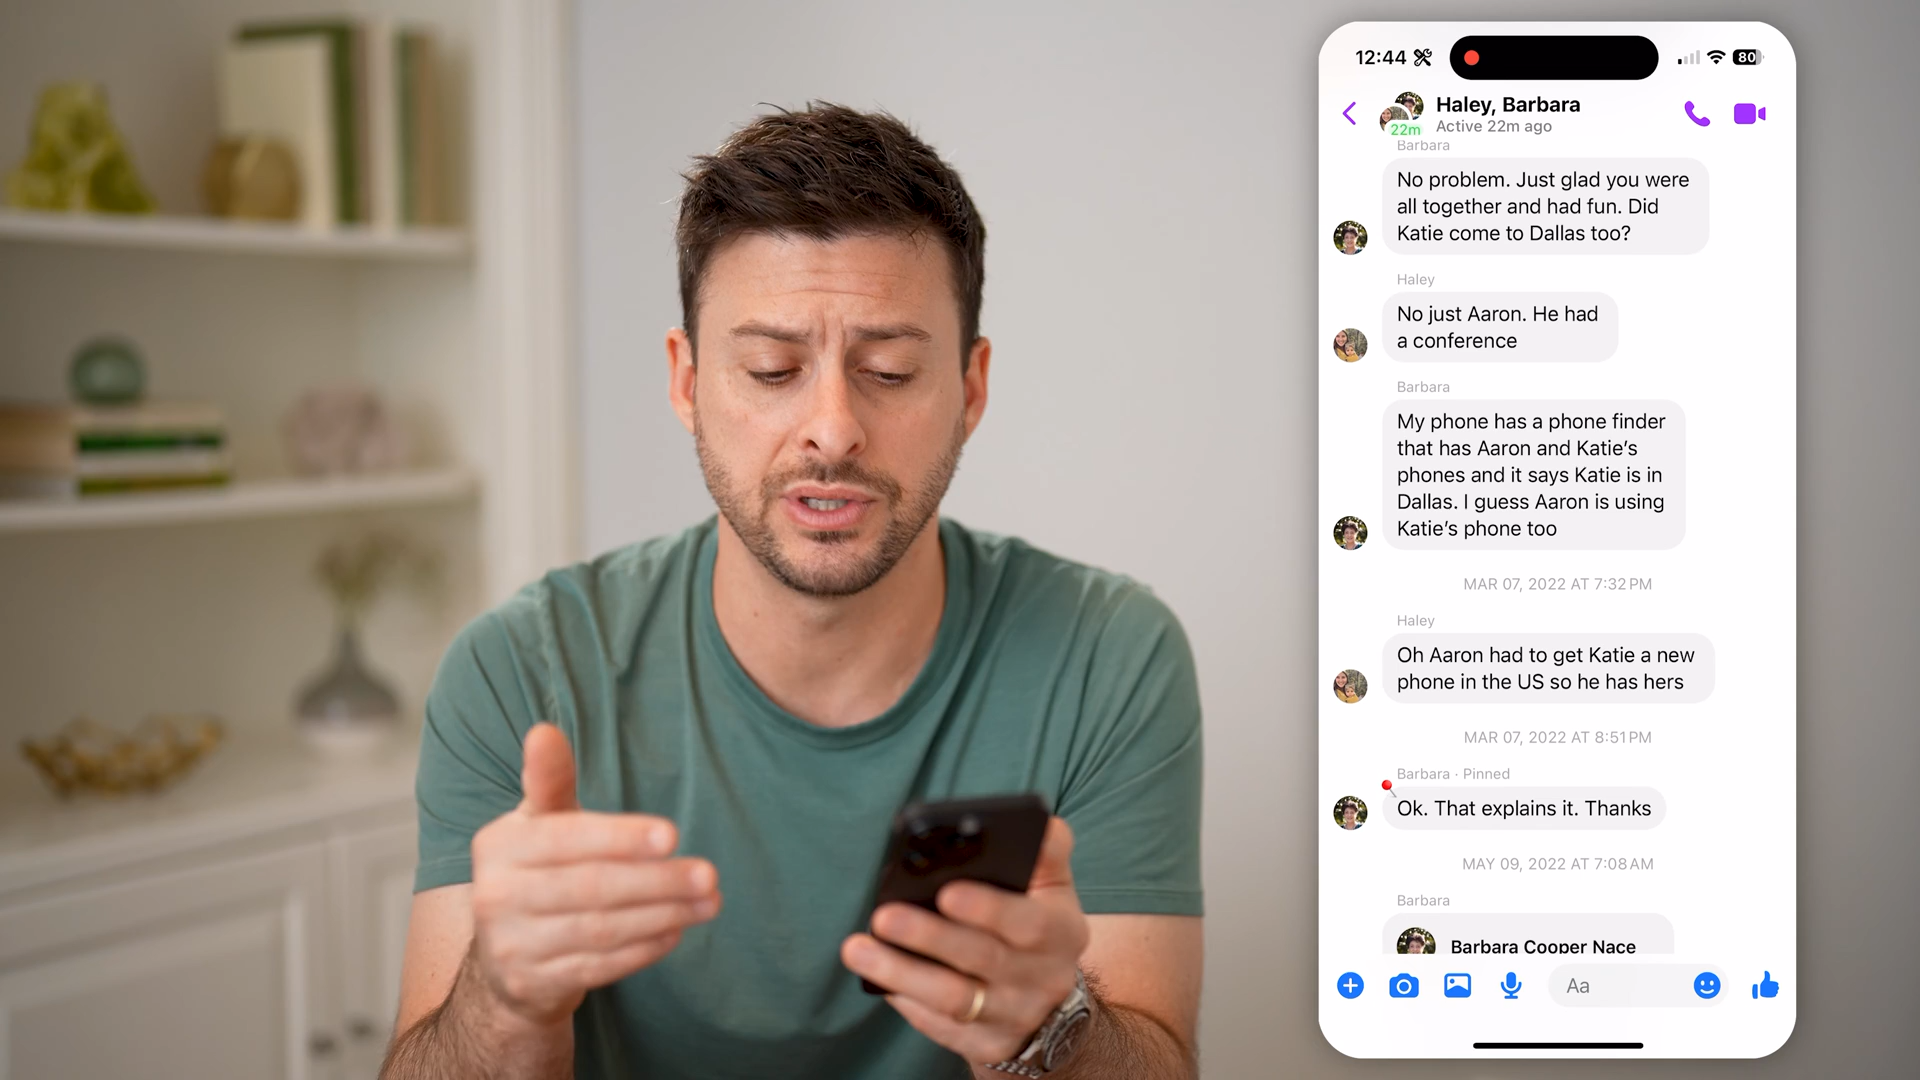 12:44
80
Haley, Barbara
22m
Active 22m ago
Barbara
No problem. Just glad you were
all together and had fun. Did
Katie come to Dallas too?
Haley
No just Aaron. He had
a conference
Barbara
My phone has a phone finder
that has Aaron and Katie's
phones and it says Katie is in
Dallas. I guess Aaron is using
Katie's phone too
MAR 07, 2022 AT 7:32 PM
Haley
Oh Aaron had to get Katie a new
phone in the US so he has hers
MAR 07, 2022 AT 8:51 PM
Barbara · Pinned
Ok. That explains it. Thanks
MAY 09, 2022 AT 7:08 AM
Barbara
Barbara Cooper Nace
Aa